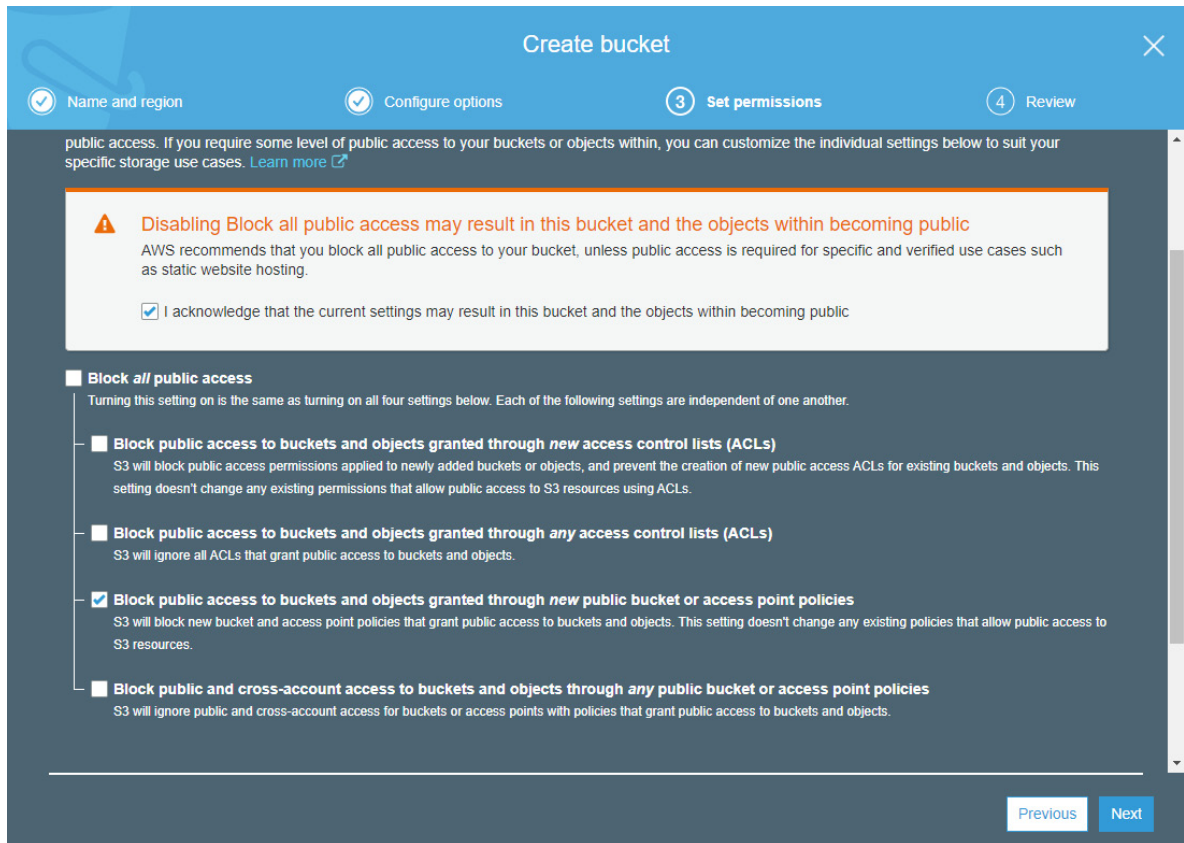 Create bucket
Name and region
Configure options
3 Set permissions
4 Review
public access. If you require some level of public access to your buckets or objects within, you can customize the individual settings below to suit your
specific storage use cases. Learn more
Disabling Block all public access may result in this bucket and the objects within becoming public
AWS recommends that you block all public access to your bucket, unless public access is required for specific and verified use cases such
as static website hosting.
I acknowledge that the current settings may result in this bucket and the objects within becoming public
Block all public access
Turning this setting on is the same as turning on all four settings below. Each of the following settings are independent of one another.
Block public access to buckets and objects granted through new access control lists (ACLs)
S3 will block public access permissions applied to newly added buckets or objects, and prevent the creation of new public access ACLs for existing buckets and objects. This
setting doesn't change any existing permissions that allow public access to S3 resources using ACLs.
Block public access to buckets and objects granted through any access control lists (ACLs)
S3 will ignore all ACLs that grant public access to buckets and objects.
Block public access to buckets and objects granted through new public bucket or access point policies
S3 will block new bucket and access point policies that grant public access to buckets and objects. This setting doesn't change any existing policies that allow public access to
S3 resources.
Block public and cross-account access to buckets and objects through any public bucket or access point policies
S3 will ignore public and cross-account access for buckets or access points with policies that grant public access to buckets and objects.
Previous
Next